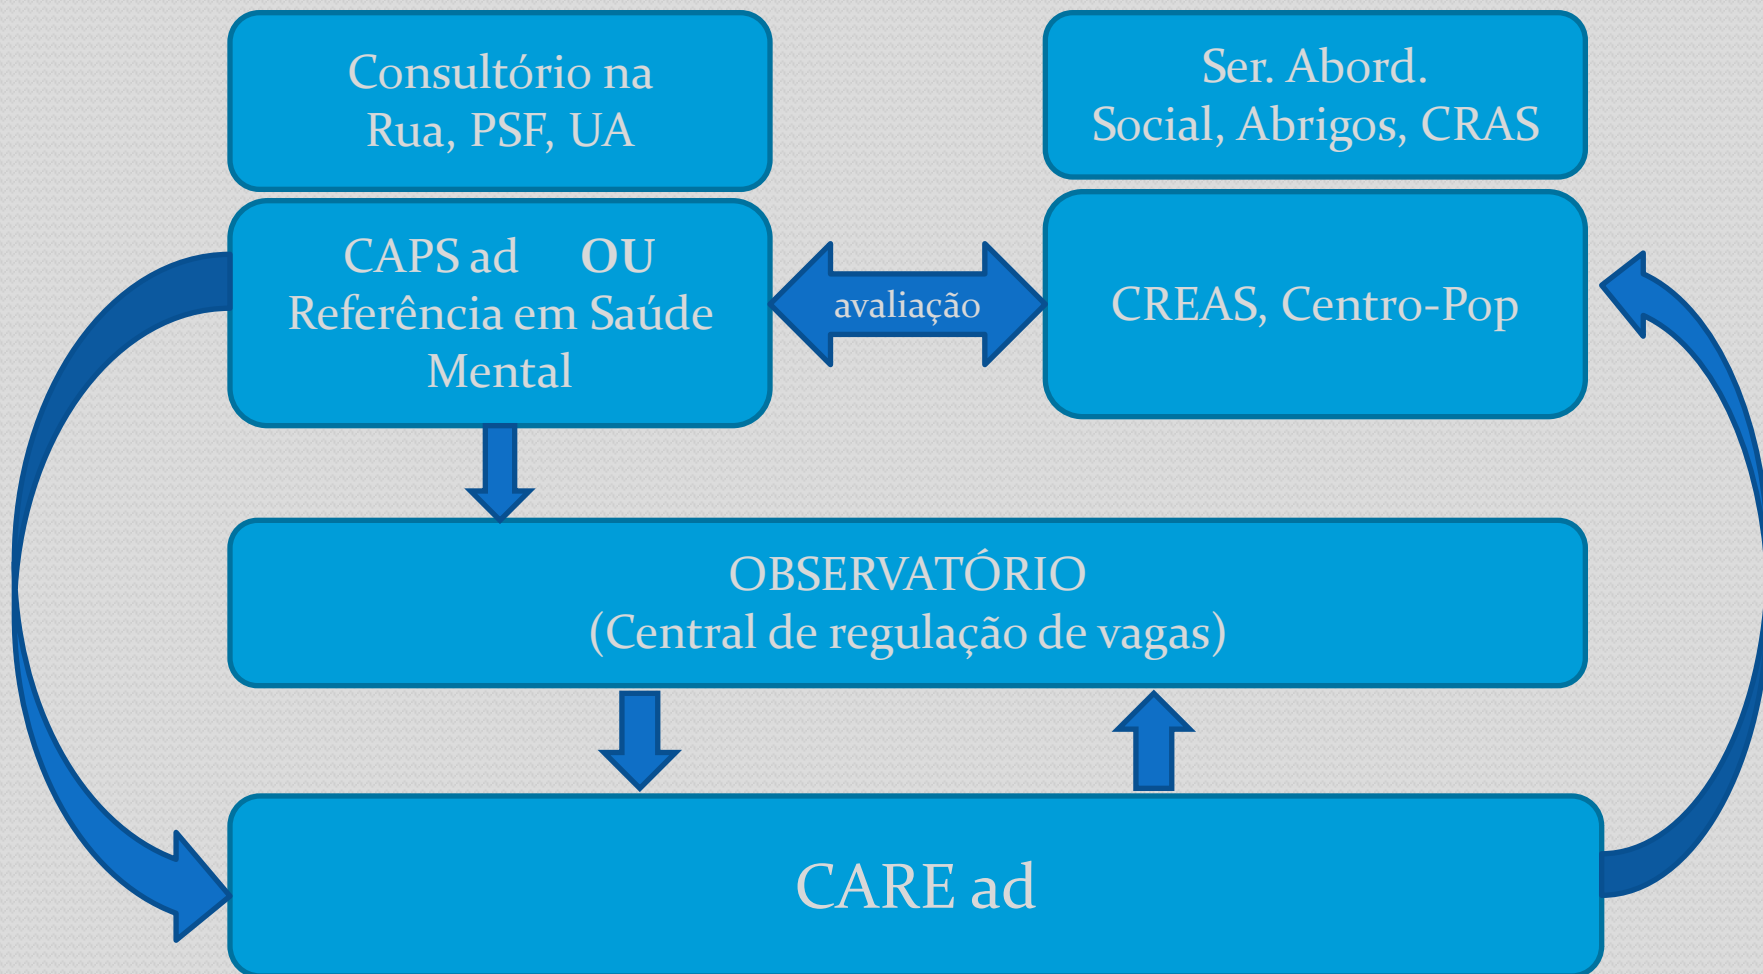 Consultório na
Rua, PSF, UA
Ser. Abord.
Social, Abrigos, CRAS
CAPS ad OU
Referência em Saúde
Mental
avaliação
CREAS, Centro-Pop
OBSERVATÓRIO
(Central de regulação de vagas)
CARE ad